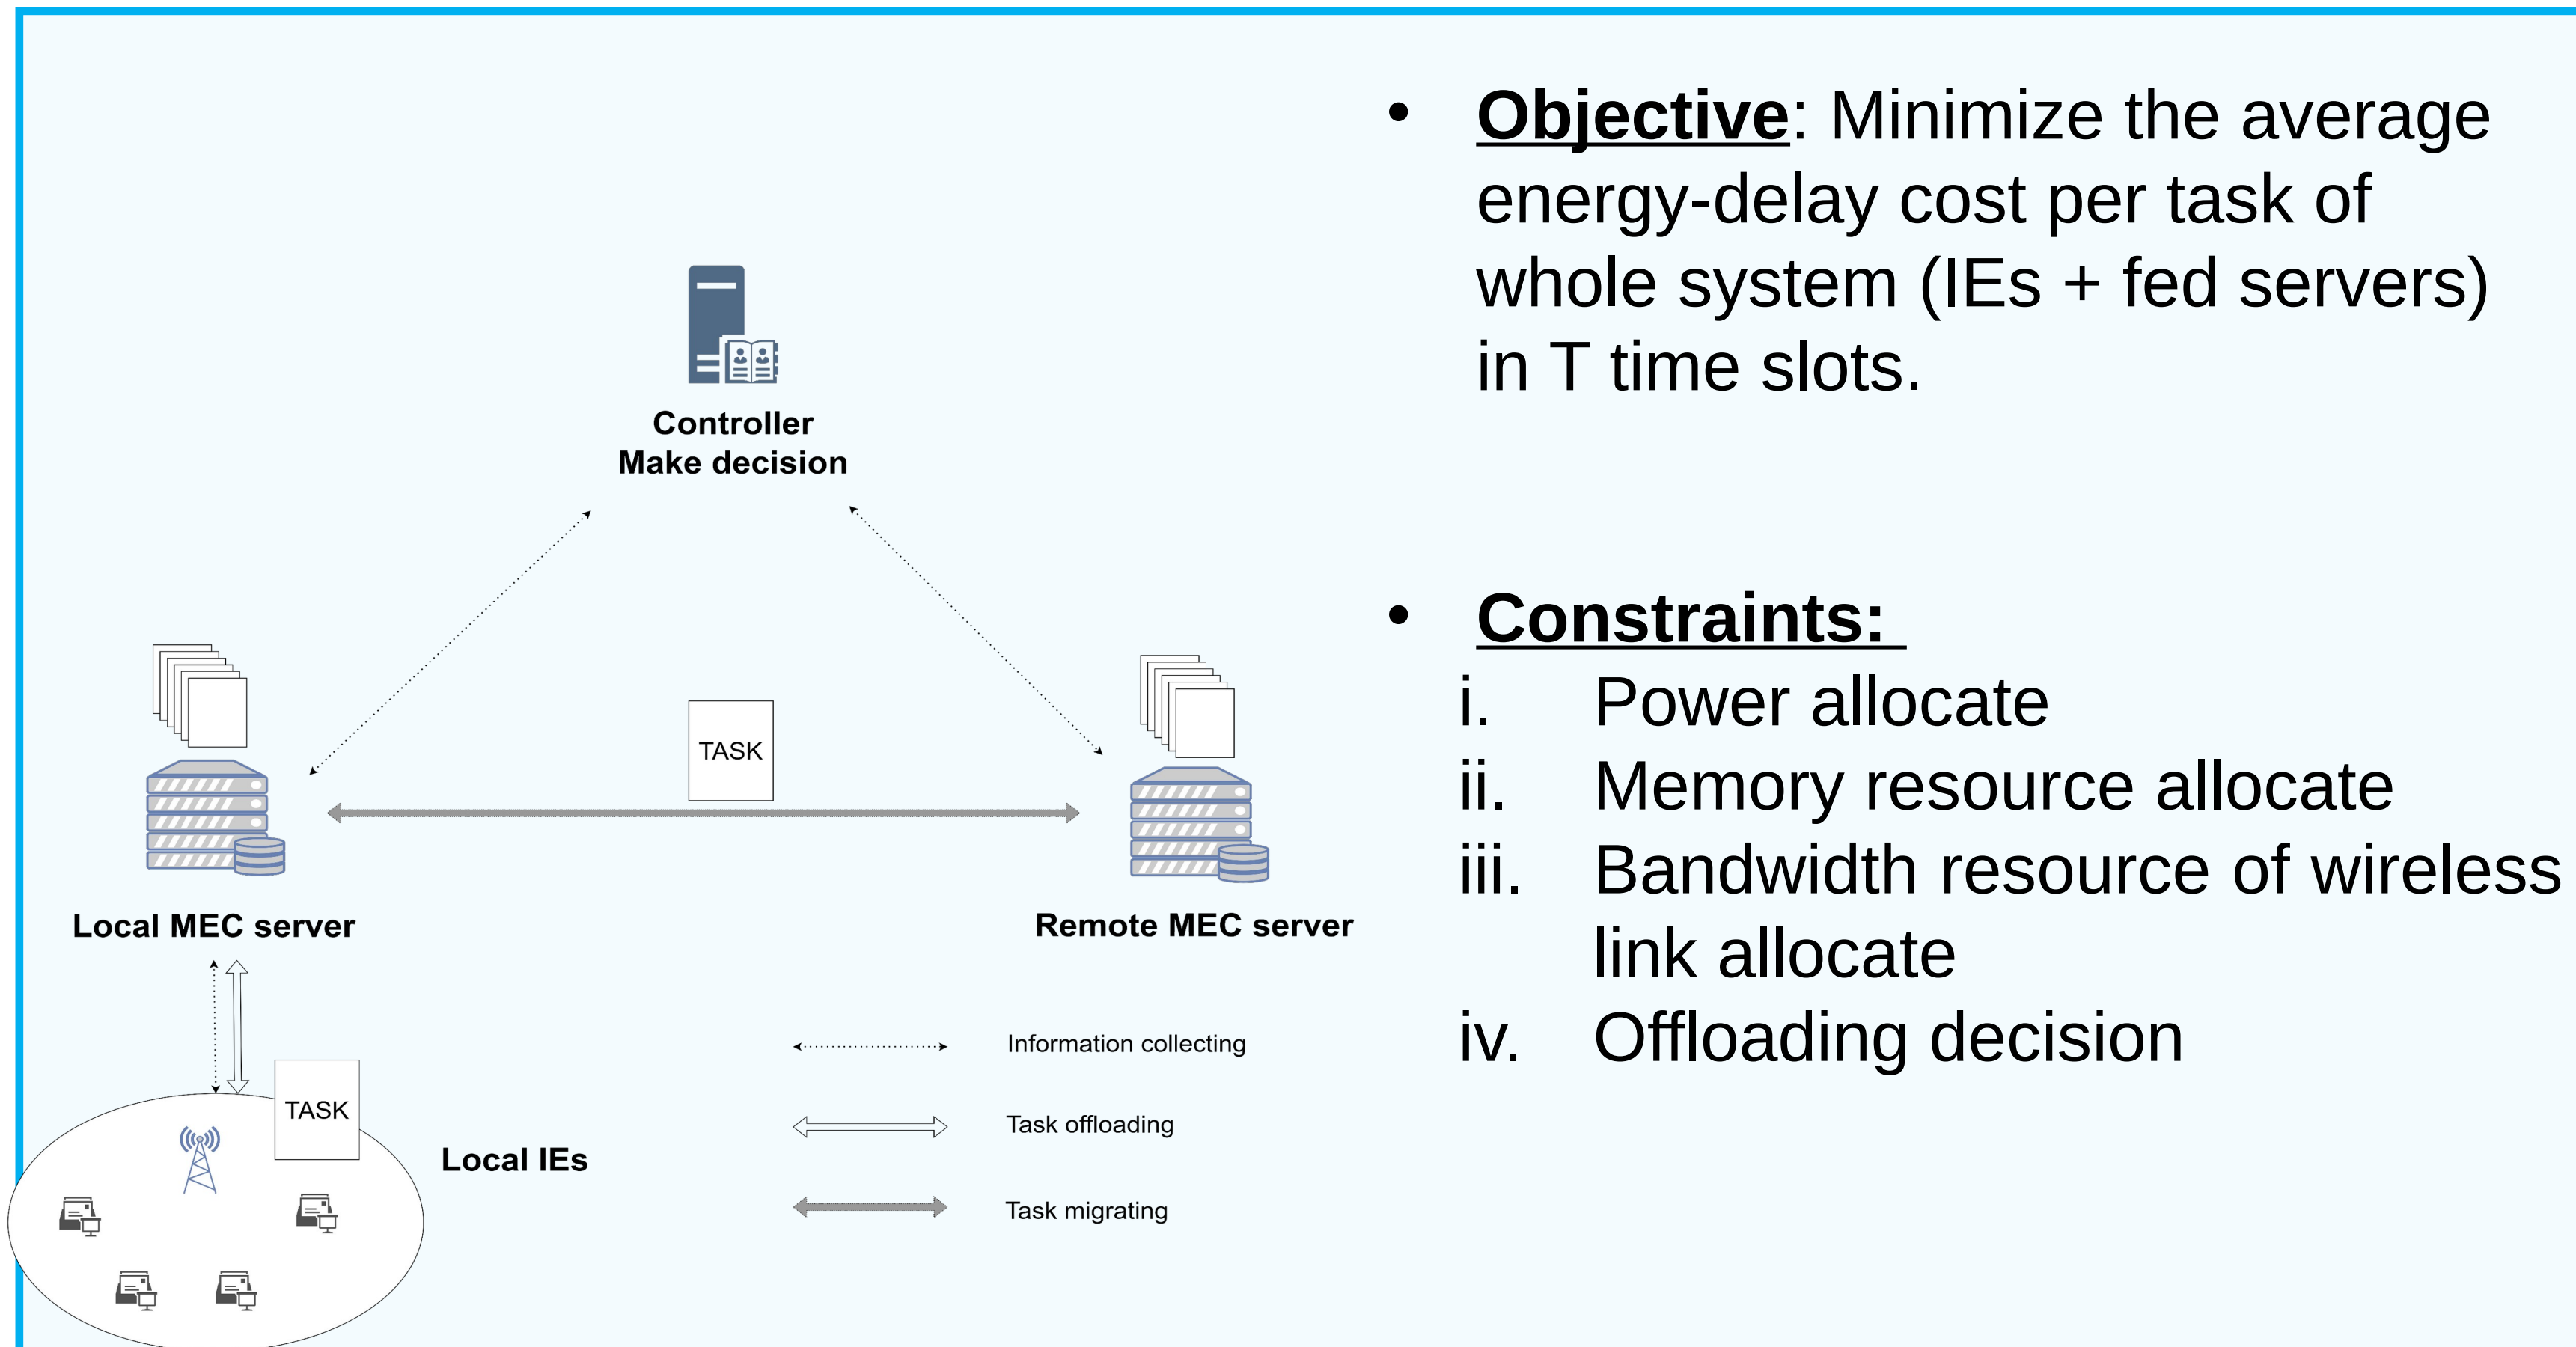 Controller
Make decision
TASK
Local MEC server
Remote MEC server
TASK
Local IEs
Information collecting
Task offloading
Task migrating
• Objective: Minimize the average
energy-delay cost per task of
whole system (IEs + fed servers)
in T time slots.
• Constraints:
i. Power allocate
ii. Memory resource allocate
iii. Bandwidth resource of wireless
link allocate
iv. Offloading decision